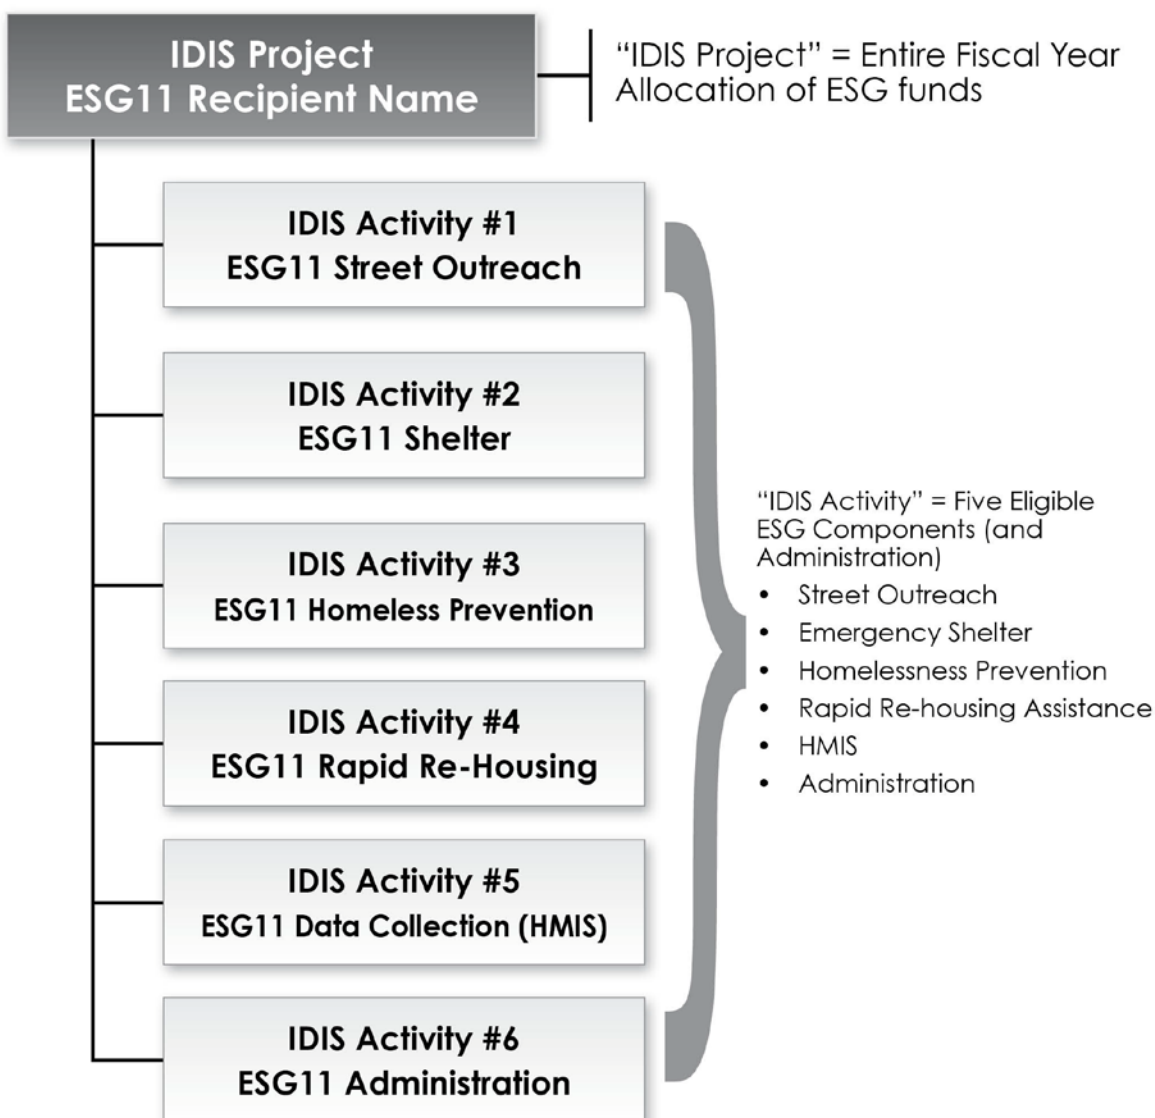 IDIS Project
ESG11 Recipient Name
“IDIS Project” = Entire Fiscal Year
Allocation of ESG funds
IDIS Activity #1
ESG11 Street Outreach
IDIS Activity #2
ESG11 Shelter
IDIS Activity #3
ESG11 Homeless Prevention
IDIS Activity #4
ESG11 Rapid Re-Housing
IDIS Activity #5
ESG11 Data Collection (HMIS)
IDIS Activity #6
ESG11 Administration
“IDIS Activity” = Five Eligible
ESG Components (and
Administration)
• Street Outreach
• Emergency Shelter
• Homelessness Prevention
• Rapid Re-housing Assistance
• HMIS
• Administration